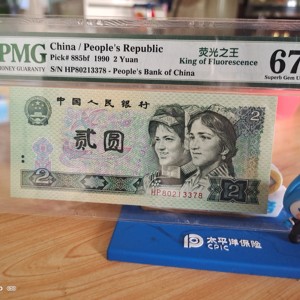 PMG
MONEY GUARANTY
China / People's Republic
Pick# 885bf 1990 2 Yuan
S/N HP80213378 - People's Bank of China
荧光之王
King of Fluorescence
67
Superb Gem U
中国人民银行
贰圆
2
2
HP80213378
太平洋保险
CPIC